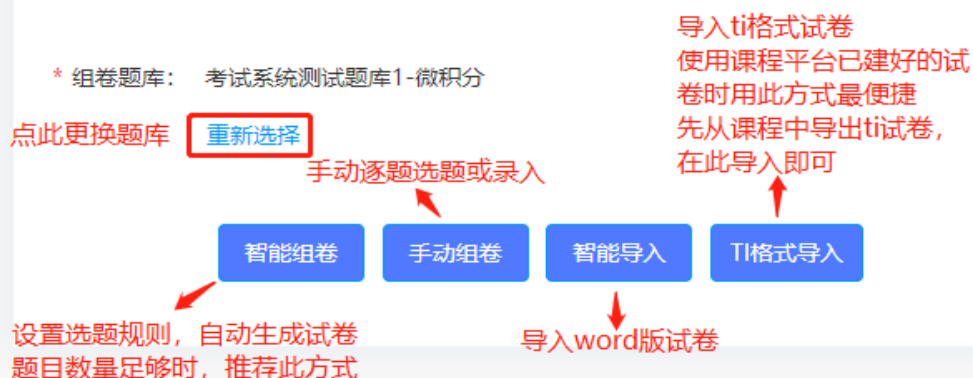 导入ti格式试卷
使用课程平台已建好的试
卷时用此方式最便捷
先从课程中导出ti试卷，
在此导入即可
* 组卷题库： 考试系统测试题库1-微积分
点此更换题库 重新选择
手动逐题选题或录入
智能组卷 手动组卷 智能导入 TI格式导入
设置选题规则，自动生成试卷
题目数量足够时，推荐此方式
导入word版试卷